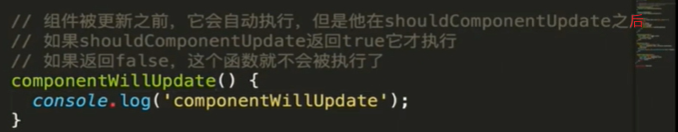 // 组件被更新之前，它会自动执行，但是他在shouldComponentUpdate之后
// 如果shouldComponentUpdate返回true它才执行
// 如果返回false，这个函数就不会被执行了
componentWillUpdate() {
  console.log('componentWillUpdate');
}